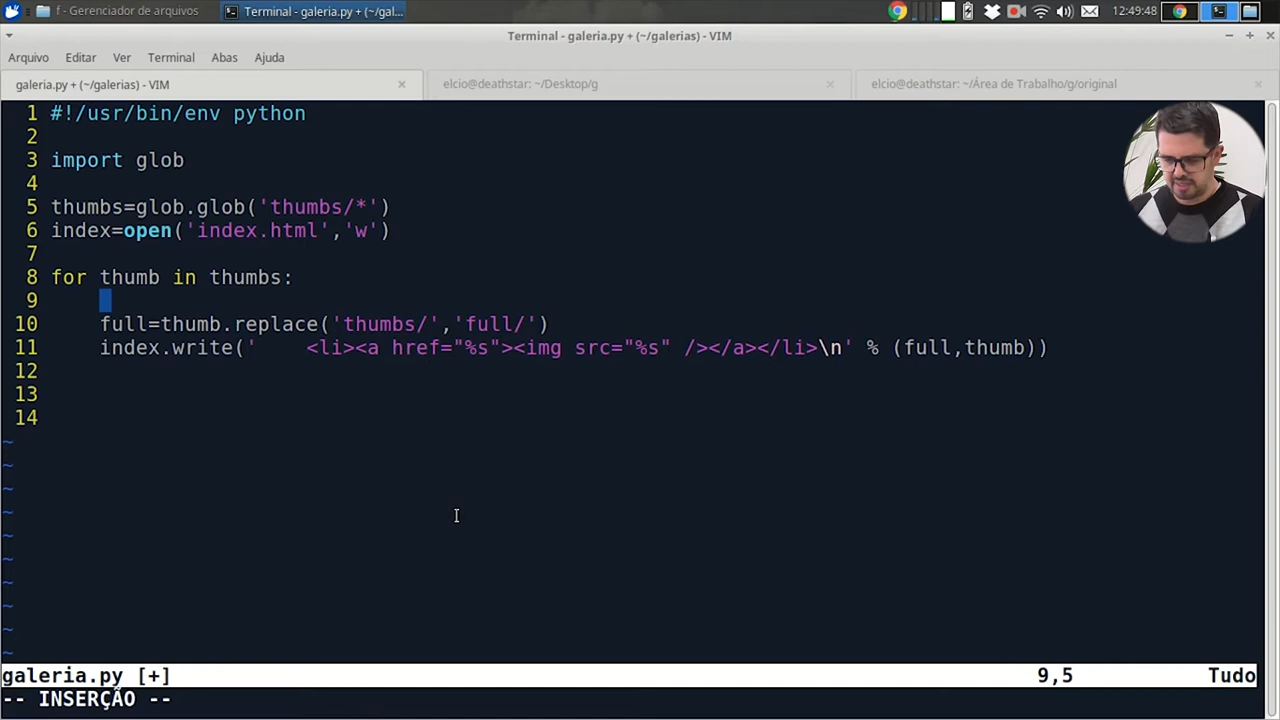 f - Gerenciador de arquivos
Terminal - galeria.py + (~/gal...
12:49:48
Terminal - galeria.py + (~/galerias) - VIM
Arquivo Editar Ver Terminal Abas Ajuda
galeria.py + (~/galerias) - VIM
elcio@deathstar: ~/Desktop/g
elcio@deathstar: ~/Área de Trabalho/g/original
1 #!/usr/bin/env python
2
3 import glob
4
5 thumbs=glob.glob('thumbs/*')
6 index=open('index.html','w')
7
8 for thumb in thumbs:
9
10     full=thumb.replace('thumbs/','full/')
11     index.write('    <li><a href="%s"><img src="%s" /></a></li>\n' % (full,thumb))
12
13
14
~
~
~
~
~
~
~
~
~
~
galeria.py [+] 9,5 Tudo
-- INSERÇÃO --